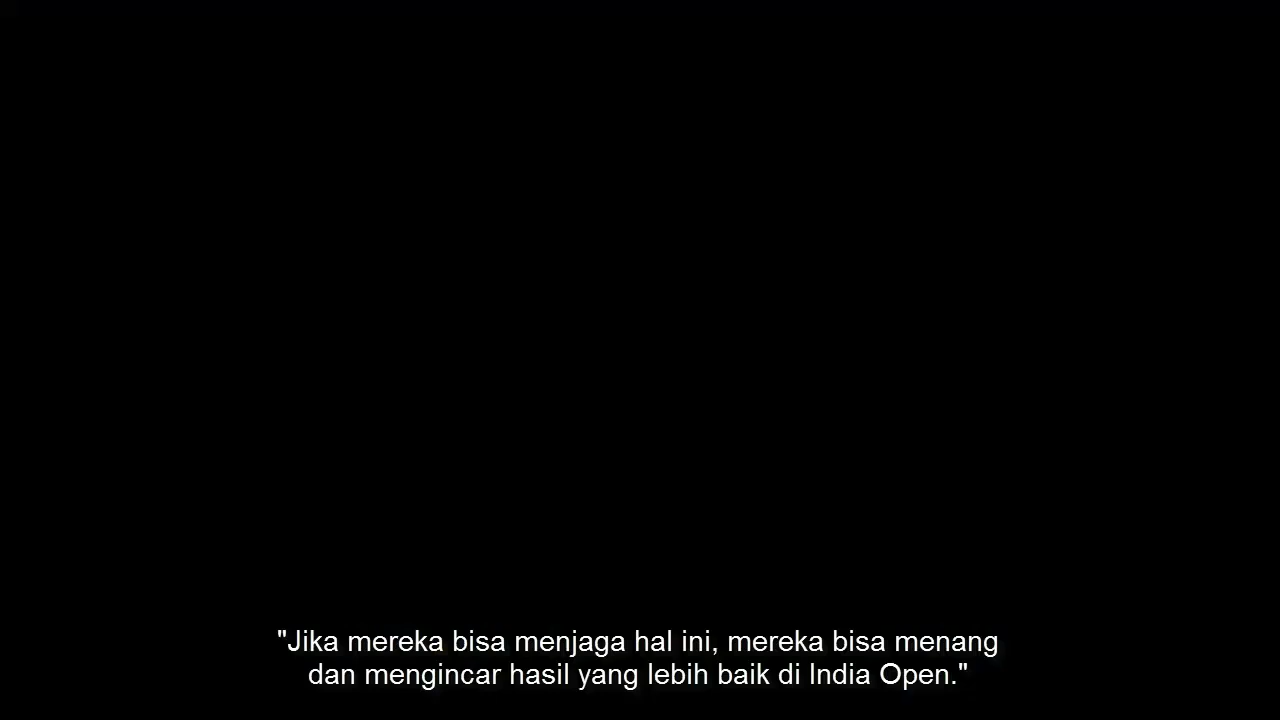 "Jika mereka bisa menjaga hal ini, mereka bisa menang
dan mengincar hasil yang lebih baik di India Open."